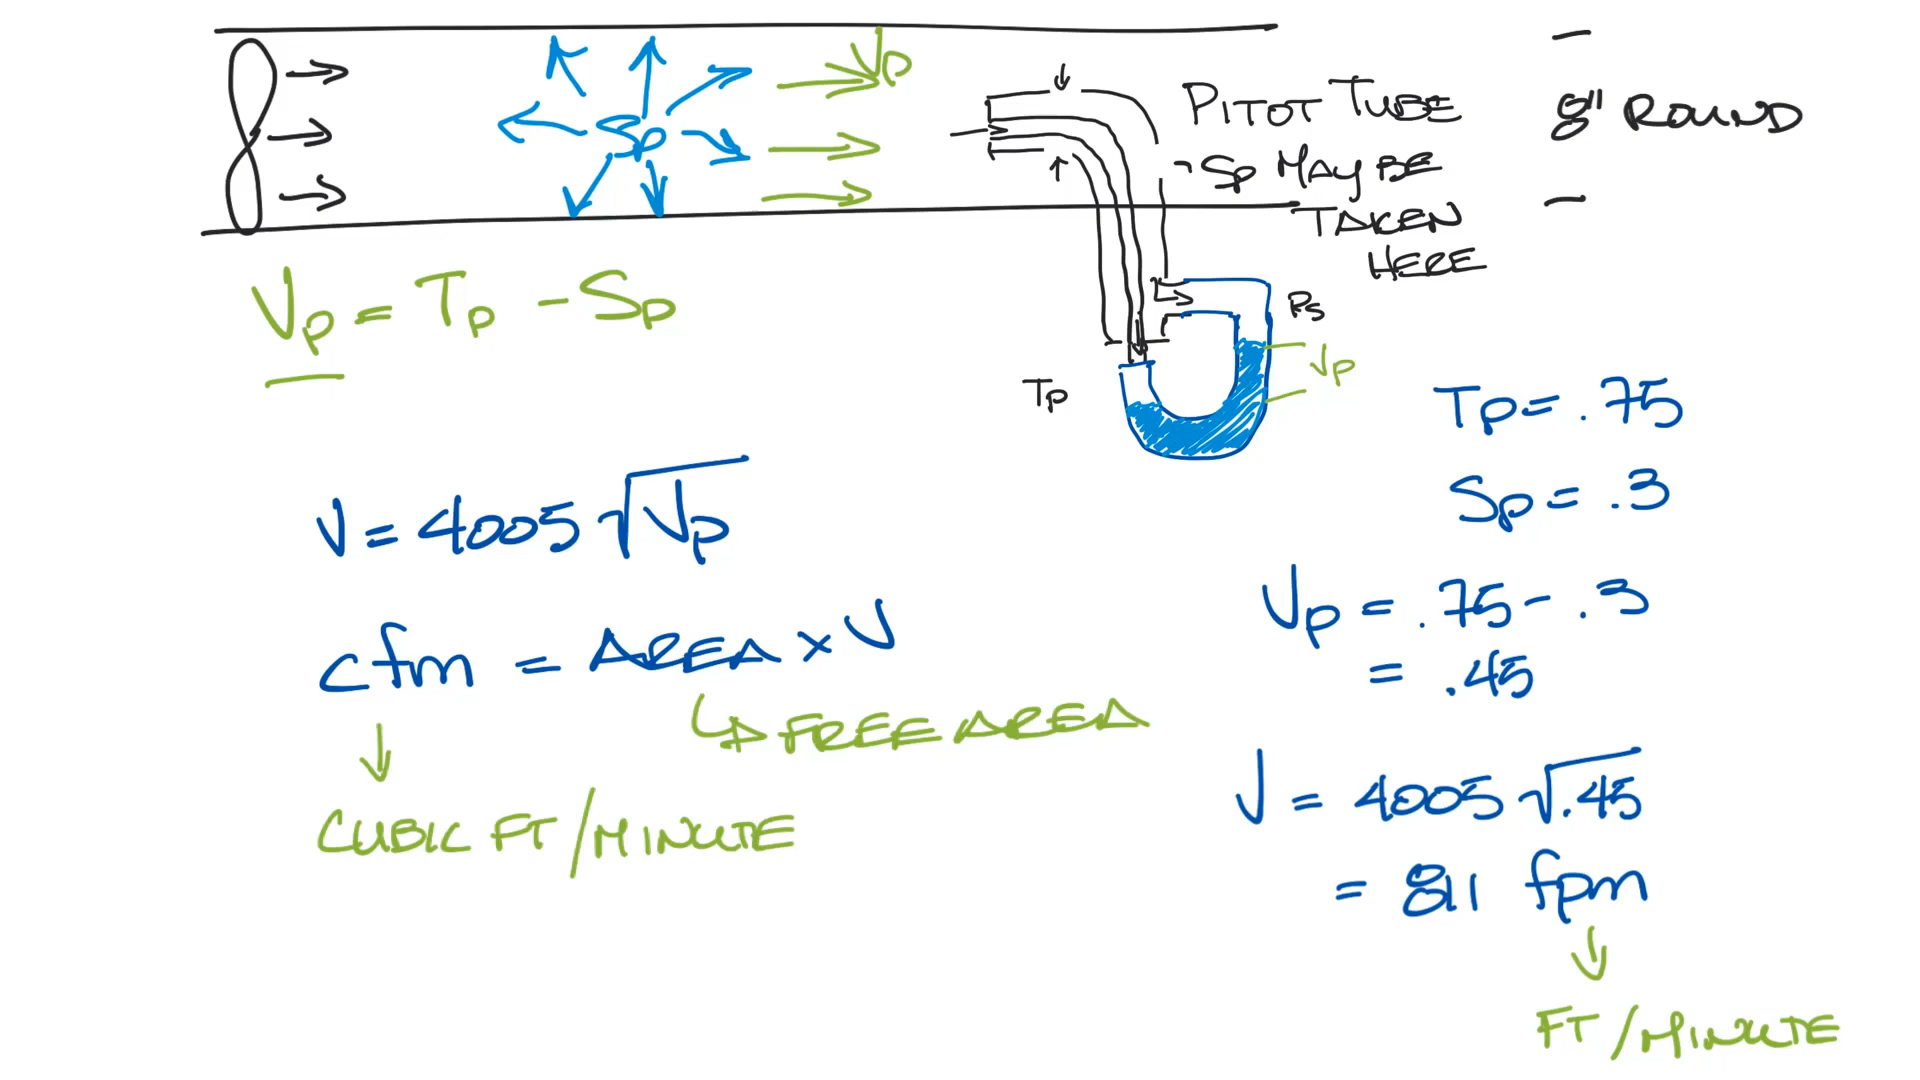 Vp
Sp
PITOT TUBE
- Sp MAY BE
TAKEN
HERE
8" ROUND
Vp = Tp - Sp
Ps
Vp
Tp
Tp = .75
Sp = .3
V = 4005 √Vp
Vp = .75 - .3
= .45
cfm = AREA x V
↳ FREE AREA
V = 4005 √.45
CUBIC FT/MINUTE
= 811 fpm
FT/MINUTE